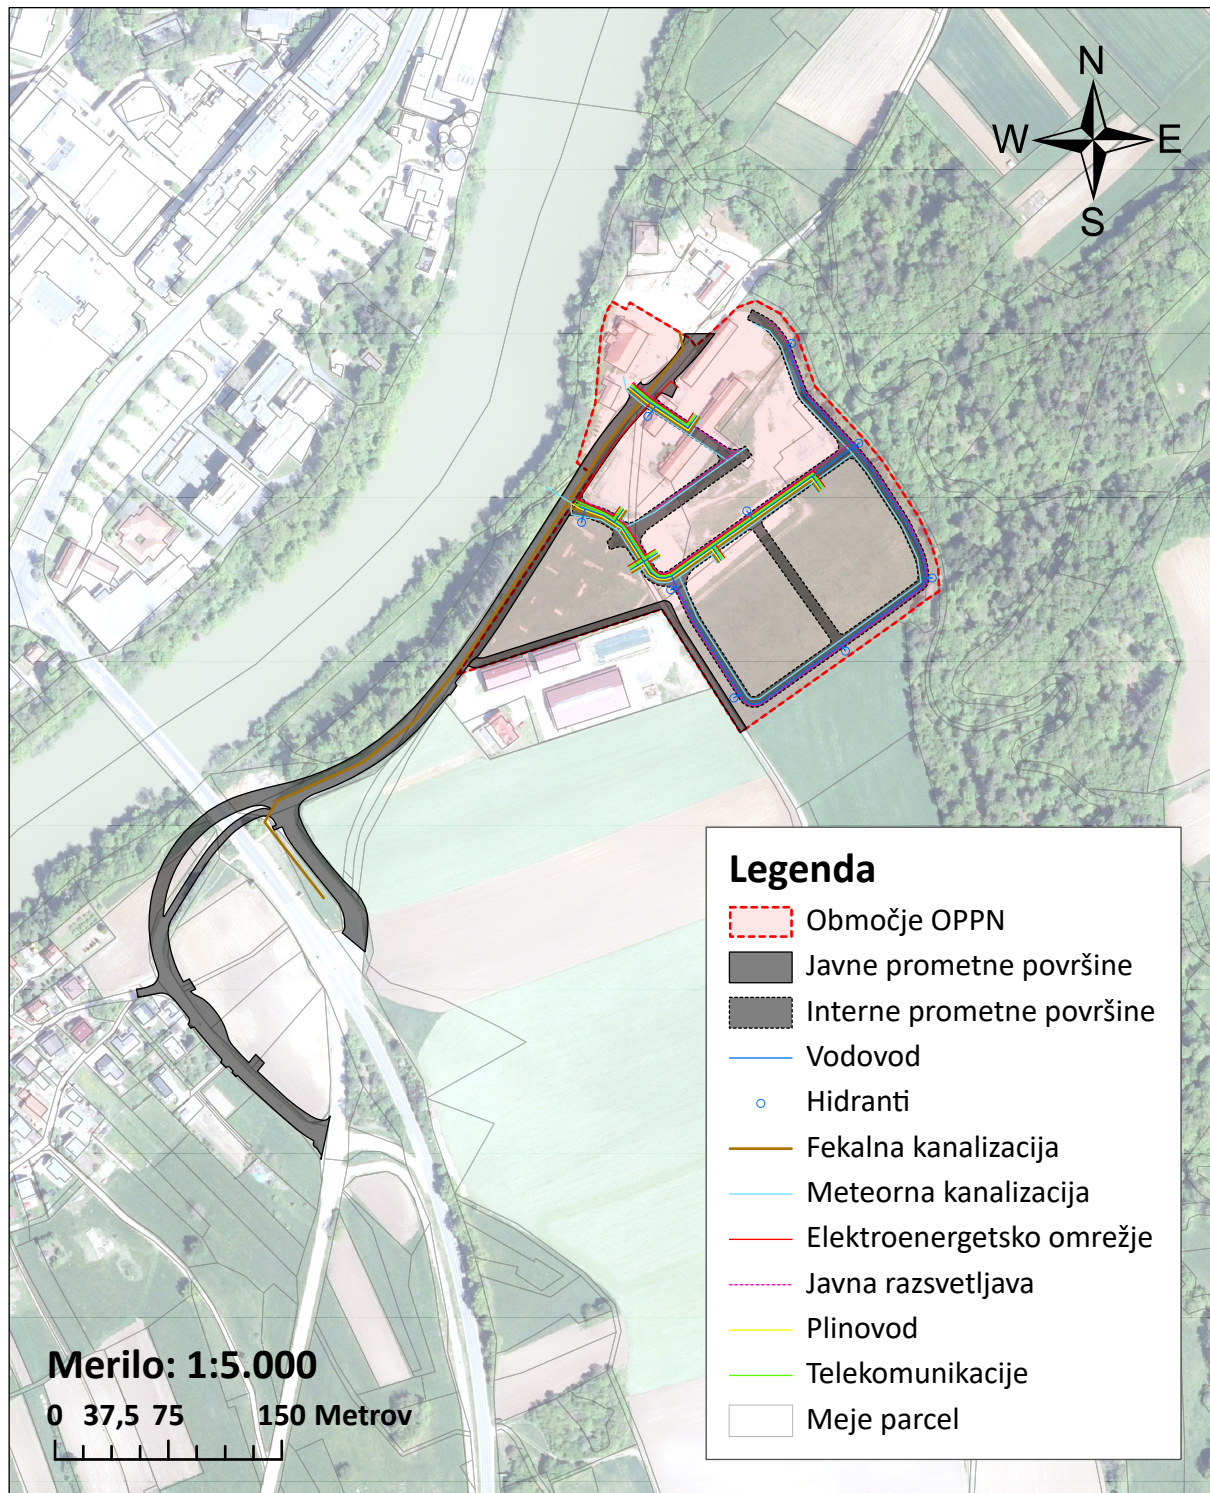 N
W E
S
Legenda
Območje OPPN
Javne prometne površine
Interne prometne površine
Vodovod
Hidranti
Fekalna kanalizacija
Meteorna kanalizacija
Elektroenergetsko omrežje
Javna razsvetljava
Plinovod
Telekomunikacije
Meje parcel
Merilo: 1:5.000
0 37,5 75 150 Metrov